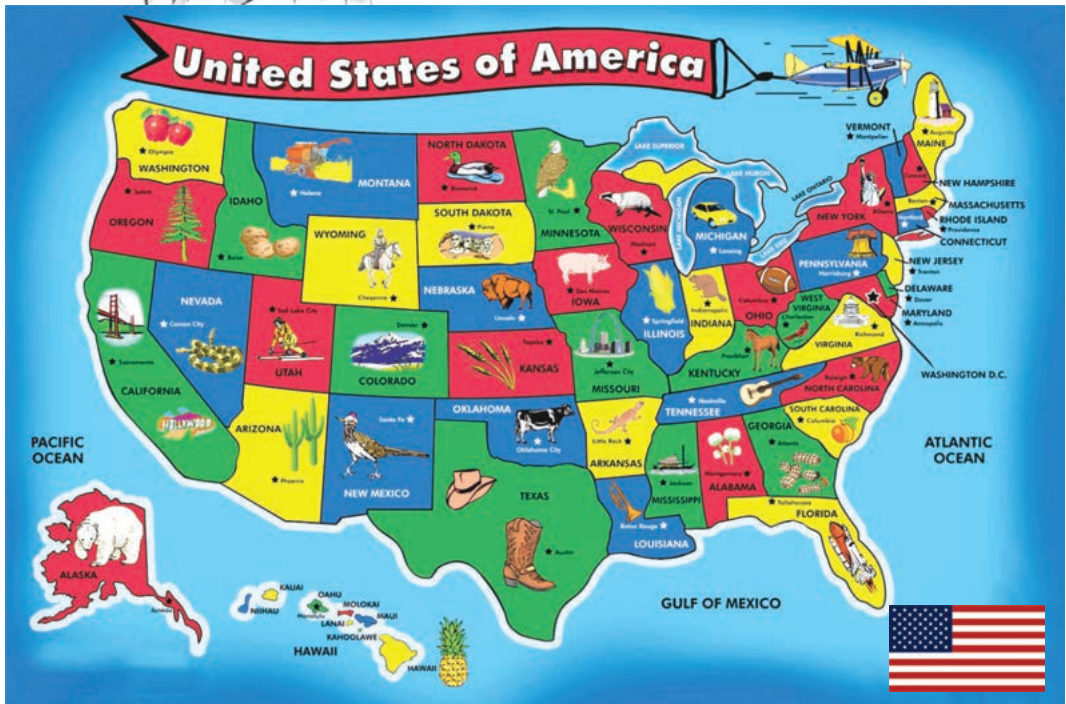 United States of America
LAKE SUPERIOR
LAKE HURON
LAKE MICHIGAN
LAKE ONTARIO
LAKE ERIE
WASHINGTON
Olympia
OREGON
Salem
IDAHO
Boise
MONTANA
Helena
NORTH DAKOTA
Bismarck
SOUTH DAKOTA
Pierre
WYOMING
Cheyenne
MINNESOTA
St. Paul
WISCONSIN
Madison
MICHIGAN
Lansing
VERMONT
Montpelier
MAINE
Augusta
NEW HAMPSHIRE
Concord
MASSACHUSETTS
Boston
RHODE ISLAND
Providence
CONNECTICUT
Hartford
NEW YORK
Albany
NEW JERSEY
Trenton
PENNSYLVANIA
Harrisburg
DELAWARE
Dover
MARYLAND
Annapolis
WASHINGTON D.C.
NEVADA
Carson City
CALIFORNIA
Sacramento
HOLLYWOOD
UTAH
Salt Lake City
COLORADO
Denver
NEBRASKA
Lincoln
IOWA
Des Moines
ILLINOIS
Springfield
INDIANA
Indianapolis
OHIO
Columbus
WEST
VIRGINIA
Charleston
VIRGINIA
Richmond
KANSAS
Topeka
MISSOURI
Jefferson City
KENTUCKY
Frankfort
NORTH CAROLINA
Raleigh
TENNESSEE
Nashville
SOUTH CAROLINA
Columbia
ARIZONA
Phoenix
NEW MEXICO
Santa Fe
OKLAHOMA
Oklahoma City
ARKANSAS
Little Rock
TEXAS
Austin
LOUISIANA
Baton Rouge
MISSISSIPPI
Jackson
ALABAMA
Montgomery
GEORGIA
Atlanta
FLORIDA
Tallahassee
PACIFIC
OCEAN
ATLANTIC
OCEAN
GULF OF MEXICO
ALASKA
Juneau
KAUAI
NIIHAU
OAHU
Honolulu
MOLOKAI
LANAI
MAUI
KAHOOLAWE
HAWAII
HAWAII